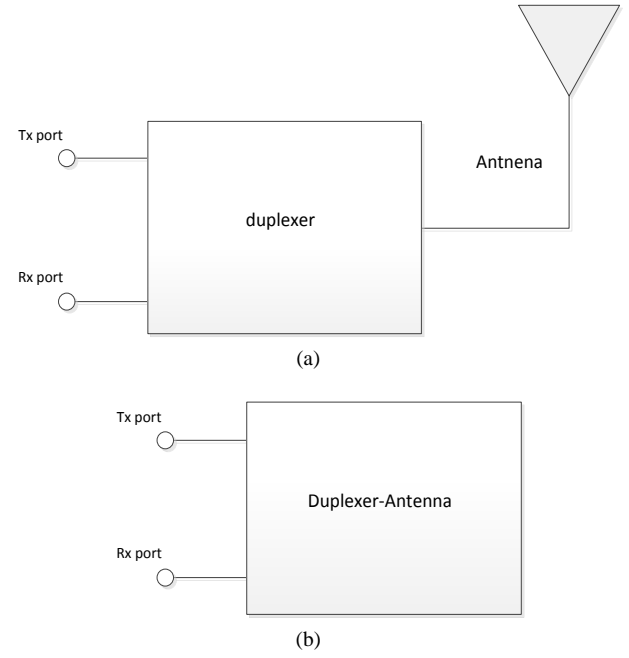 Tx port
Antnena
duplexer
Rx port
(a)
Tx port
Duplexer-Antenna
Rx port
(b)